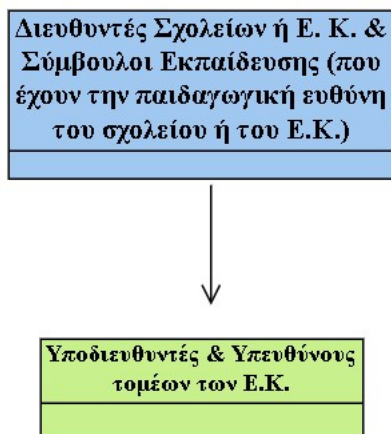 Διευθυντές Σχολείων ή Ε. Κ. &
Σύμβουλοι Εκπαίδευσης (που
έχουν την παιδαγωγική ευθύνη
του σχολείου ή του Ε.Κ.)
Υποδιευθυντές & Υπευθύνους
τομέων των Ε.Κ.